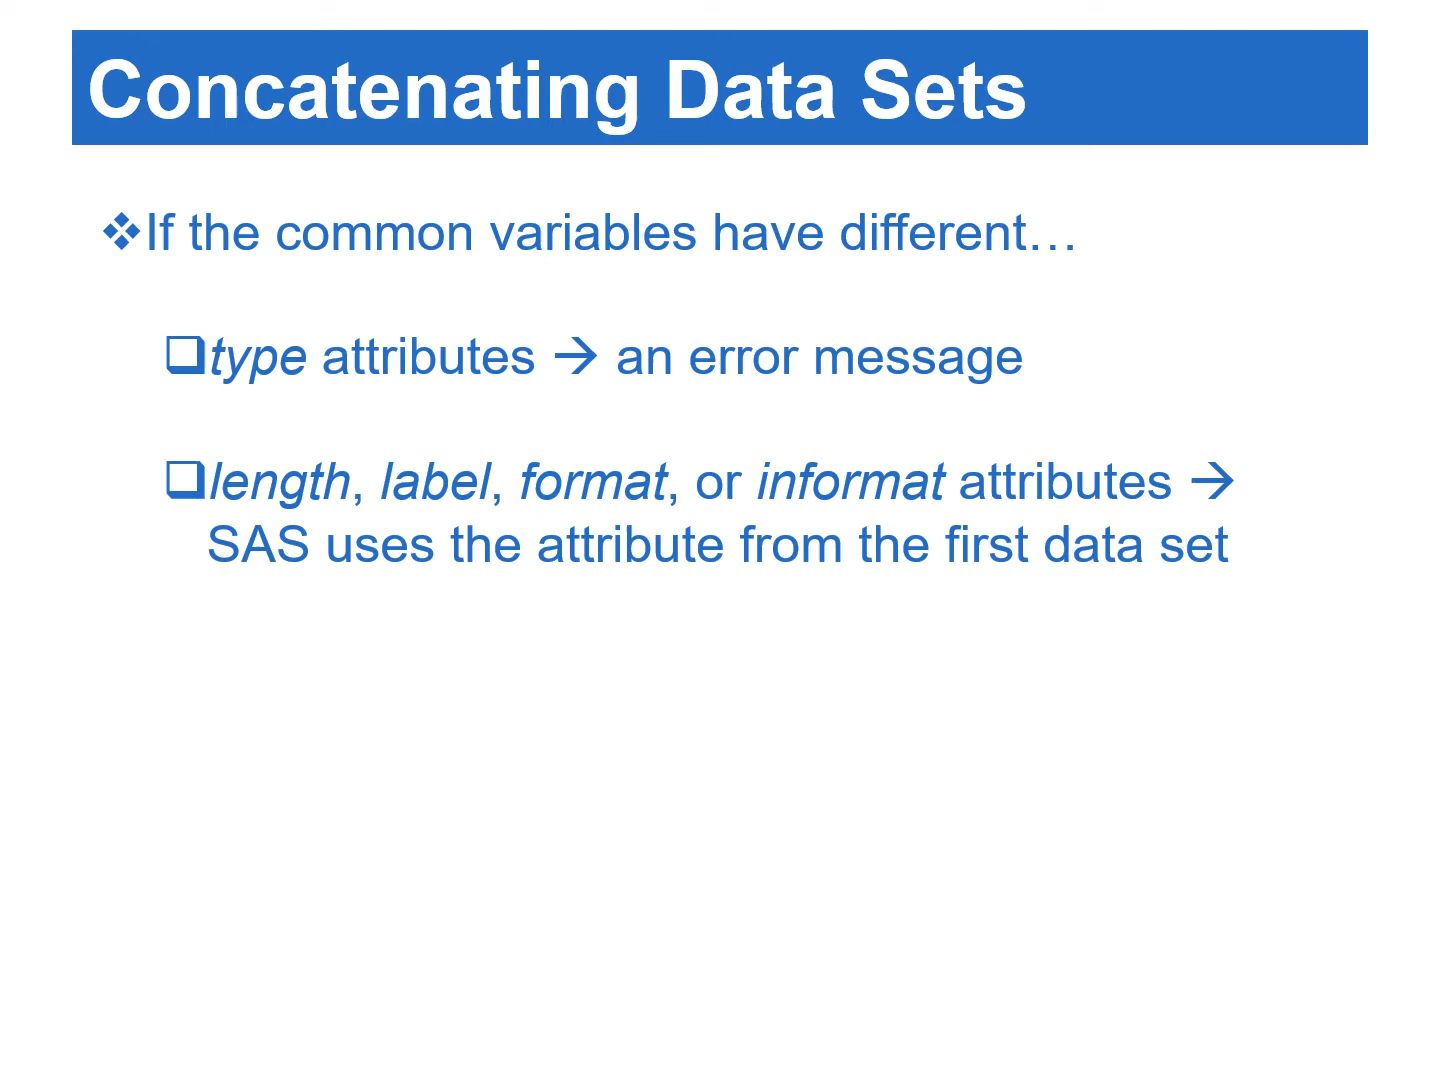 Concatenating Data Sets
❖If the common variables have different…
❑type attributes → an error message
❑length, label, format, or informat attributes →
SAS uses the attribute from the first data set